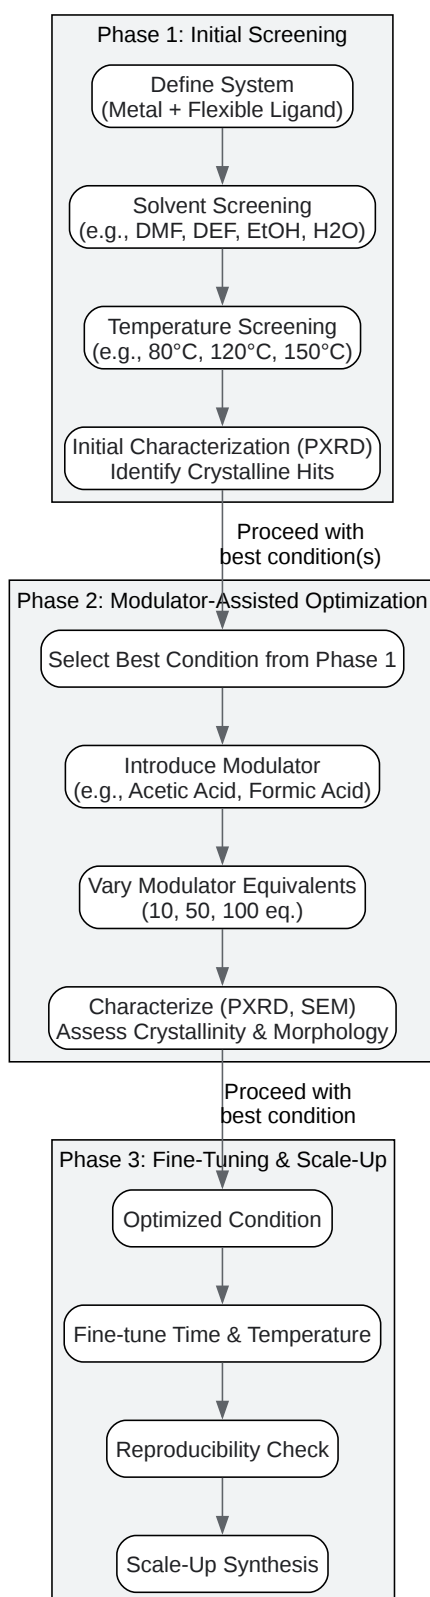 Phase 1: Initial Screening
Define System
(Metal + Flexible Ligand)
Solvent Screening
(e.g., DMF, DEF, EtOH, H2O)
Temperature Screening
(e.g., 80°C, 120°C, 150°C)
Initial Characterization (PXRD)
Identify Crystalline Hits
Proceed with
best condition(s)
Phase 2: Modulator-Assisted Optimization
Select Best Condition from Phase 1
Introduce Modulator
(e.g., Acetic Acid, Formic Acid)
Vary Modulator Equivalents
(10, 50, 100 eq.)
Characterize (PXRD, SEM)
Assess Crystallinity & Morphology
Proceed with
best condition
Phase 3: Fine-Tuning & Scale-Up
Optimized Condition
Fine-tune Time & Temperature
Reproducibility Check
Scale-Up Synthesis